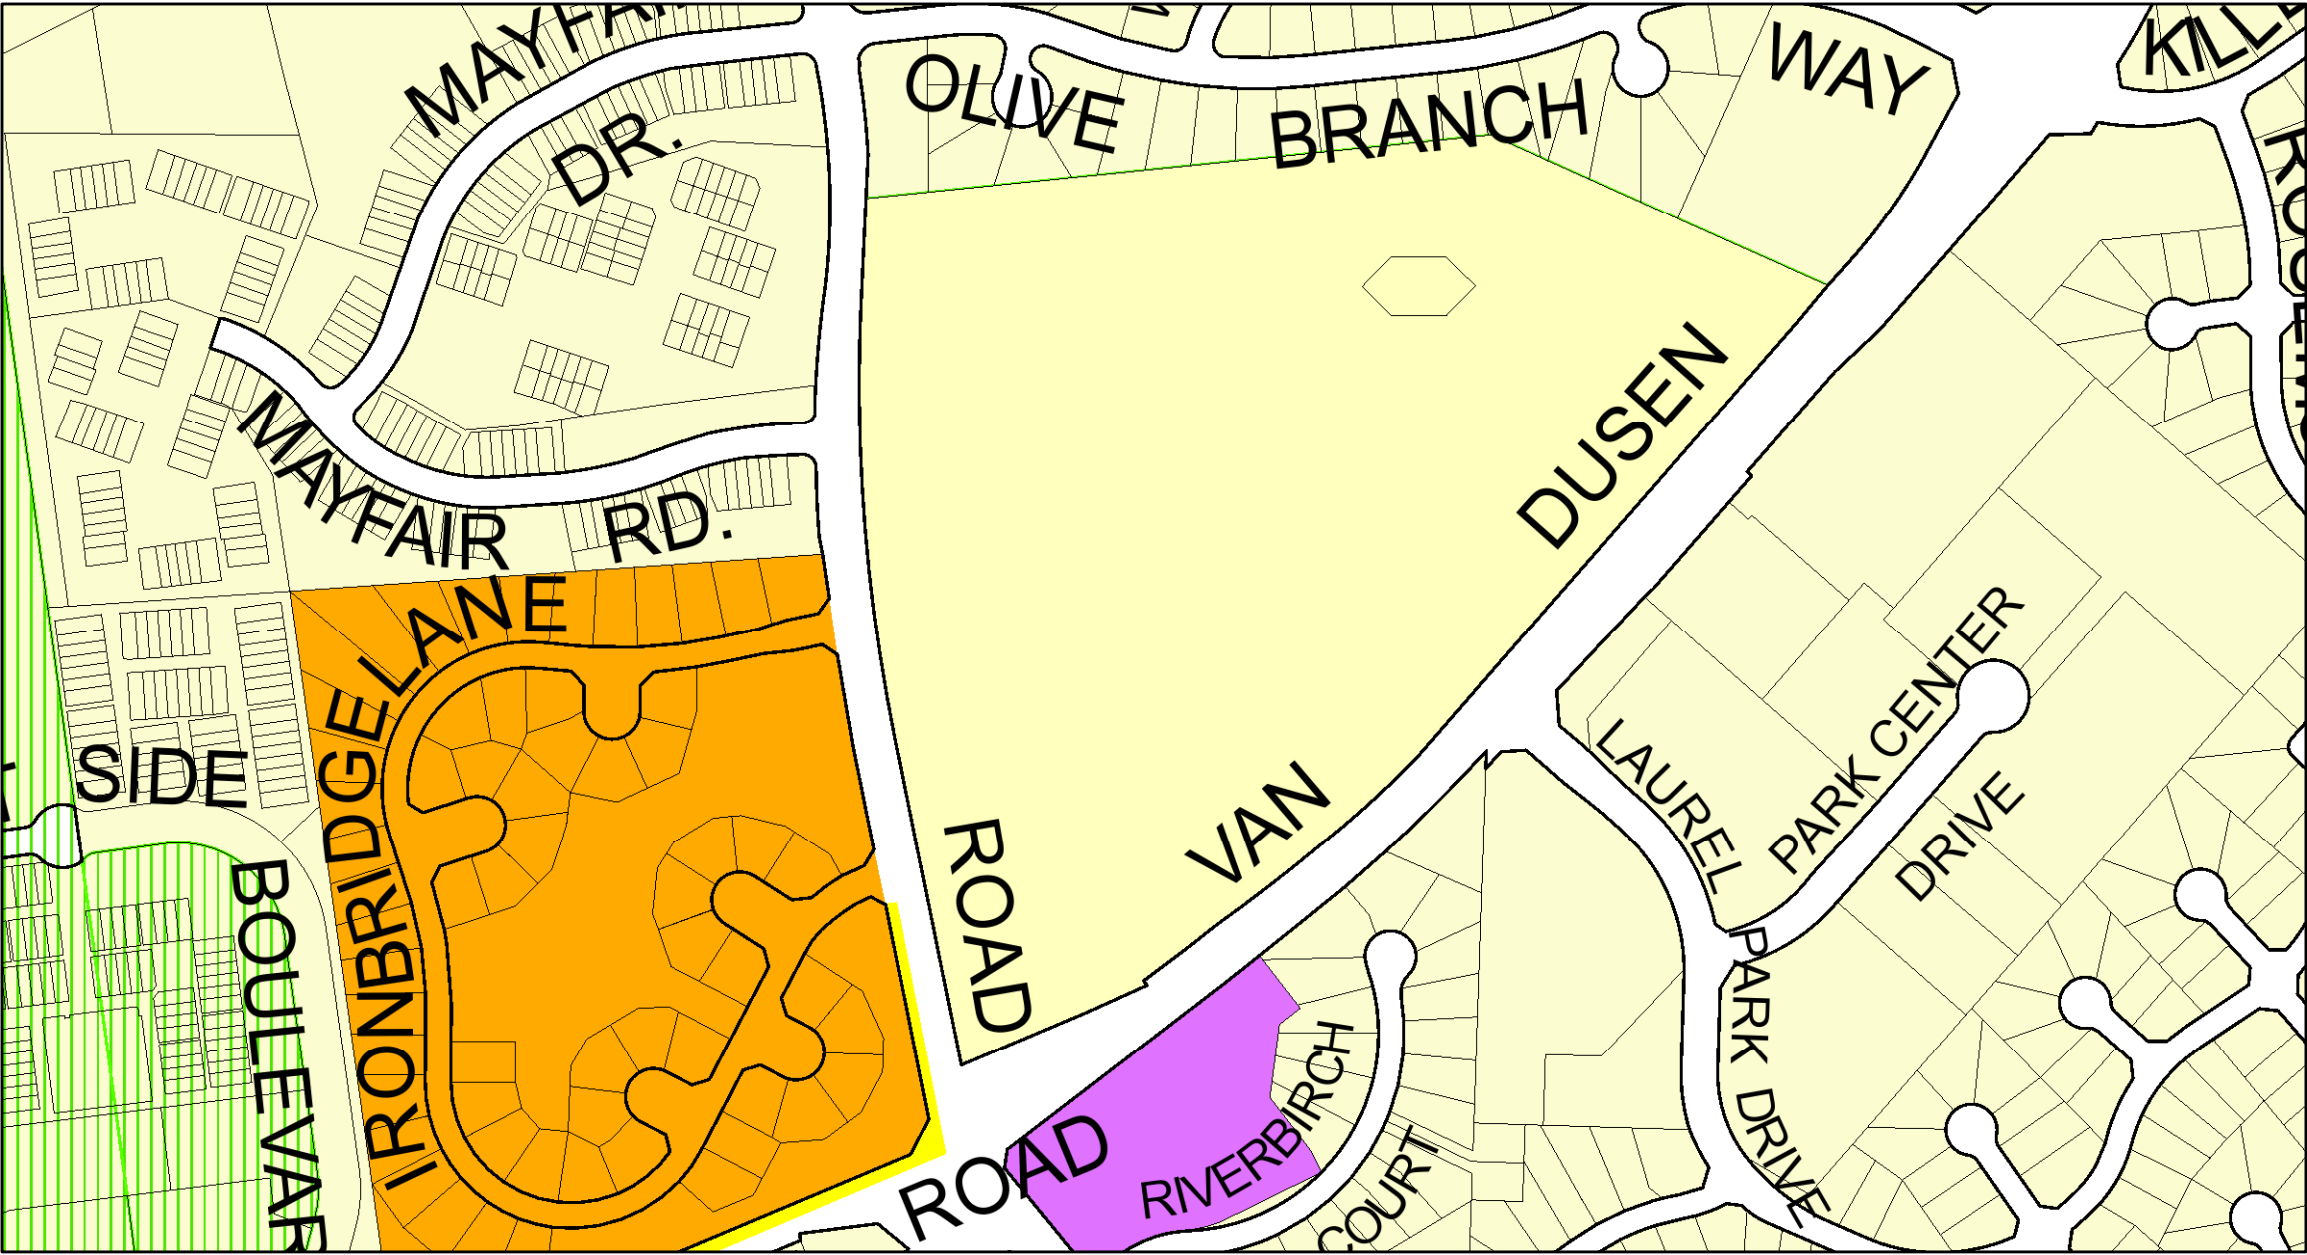 MAYFAIR
DR.
OLIVE
BRANCH
WAY
MAYFAIR
RD.
DUSEN
VAN
ROAD
ROAD
IRONBRIDGE LANE
SIDE
BOULEVAR
LAUREL
PARK DRIVE
PARK CENTER
DRIVE
RIVERBIRCH
COURT
KILL